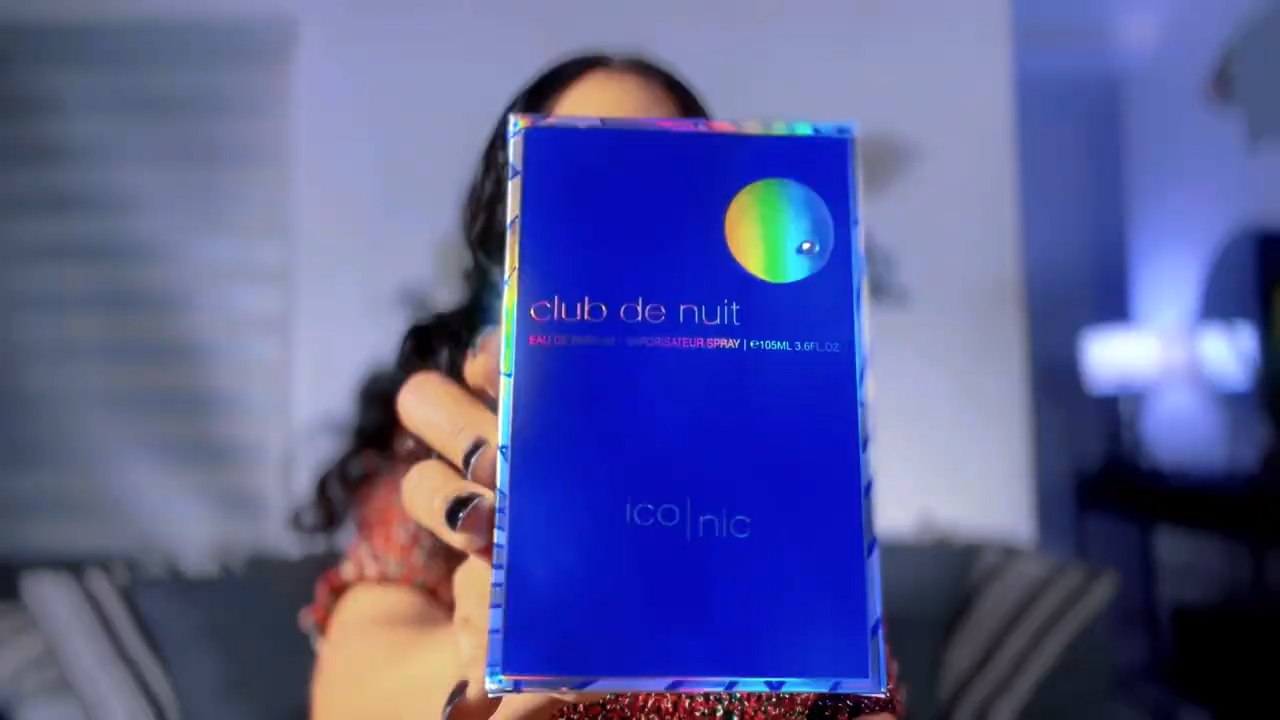 club de nuit
EAU DE PARFUM | VAPORISATEUR SPRAY | ℮105ML 3.6FL.OZ
ico|nic